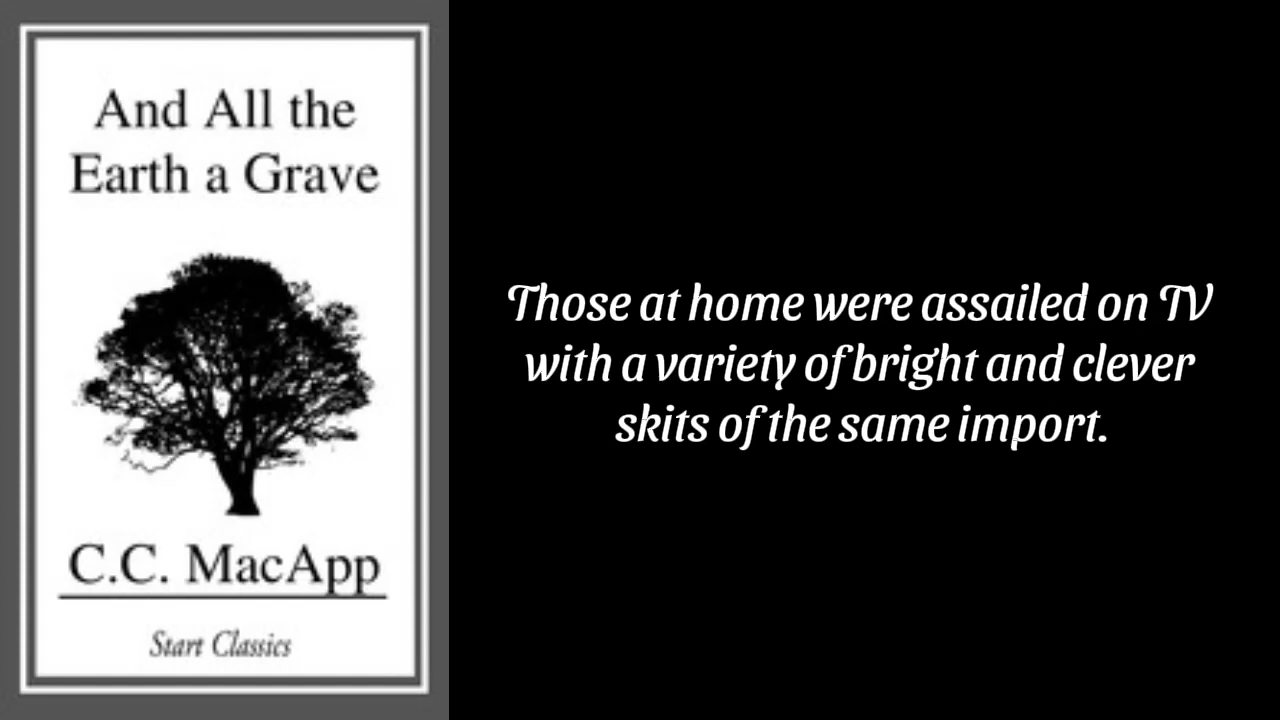 And All the
Earth a Grave
C.C. MacApp
Start Classics
Those at home were assailed on TV
with a variety of bright and clever
skits of the same import.